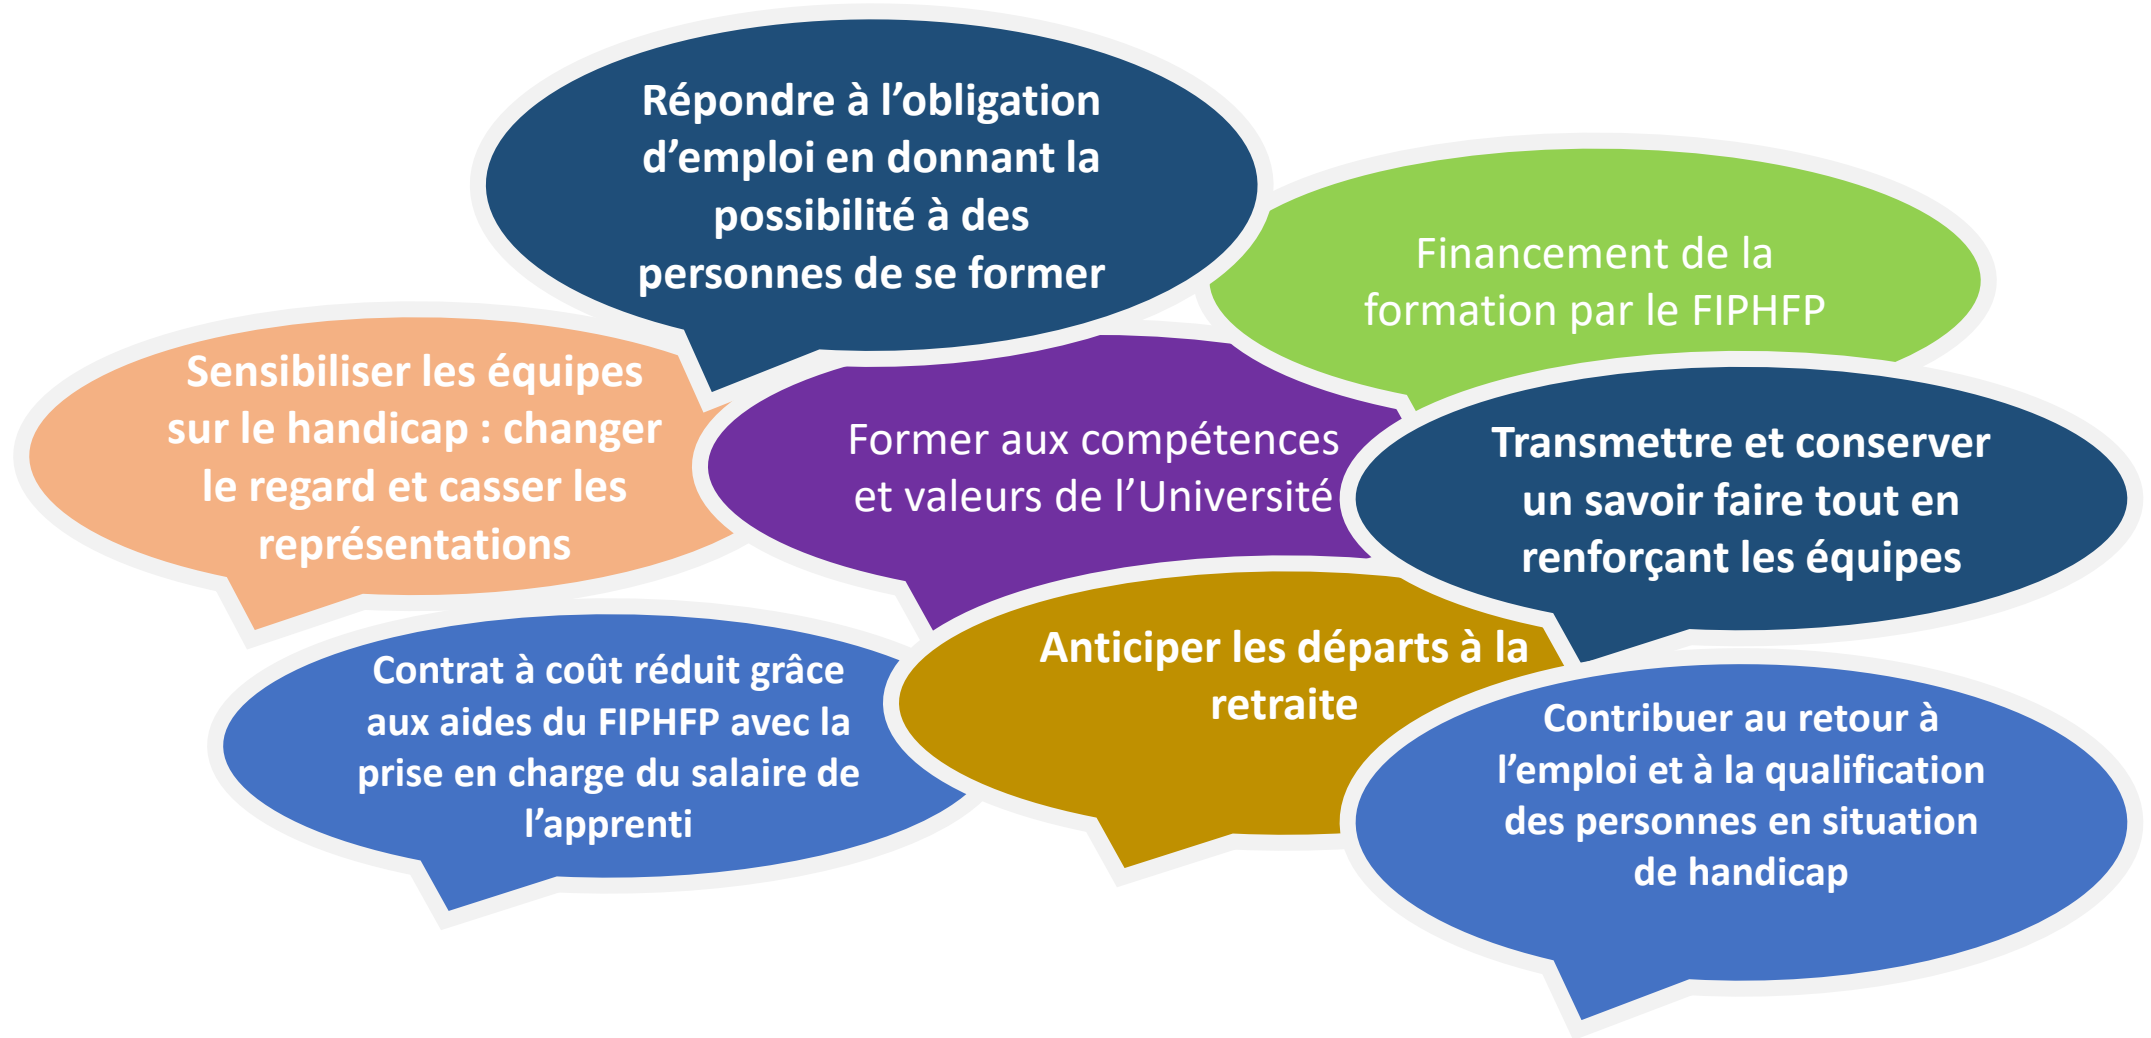 Répondre à l’obligation
d’emploi en donnant la
possibilité à des
personnes de se former
Financement de la
formation par le FIPHFP
Sensibiliser les équipes
sur le handicap : changer
le regard et casser les
représentations
Former aux compétences
et valeurs de l’Université
Transmettre et conserver
un savoir faire tout en
renforçant les équipes
Contrat à coût réduit grâce
aux aides du FIPHFP avec la
prise en charge du salaire de
l’apprenti
Anticiper les départs à la
retraite
Contribuer au retour à
l’emploi et à la qualification
des personnes en situation
de handicap